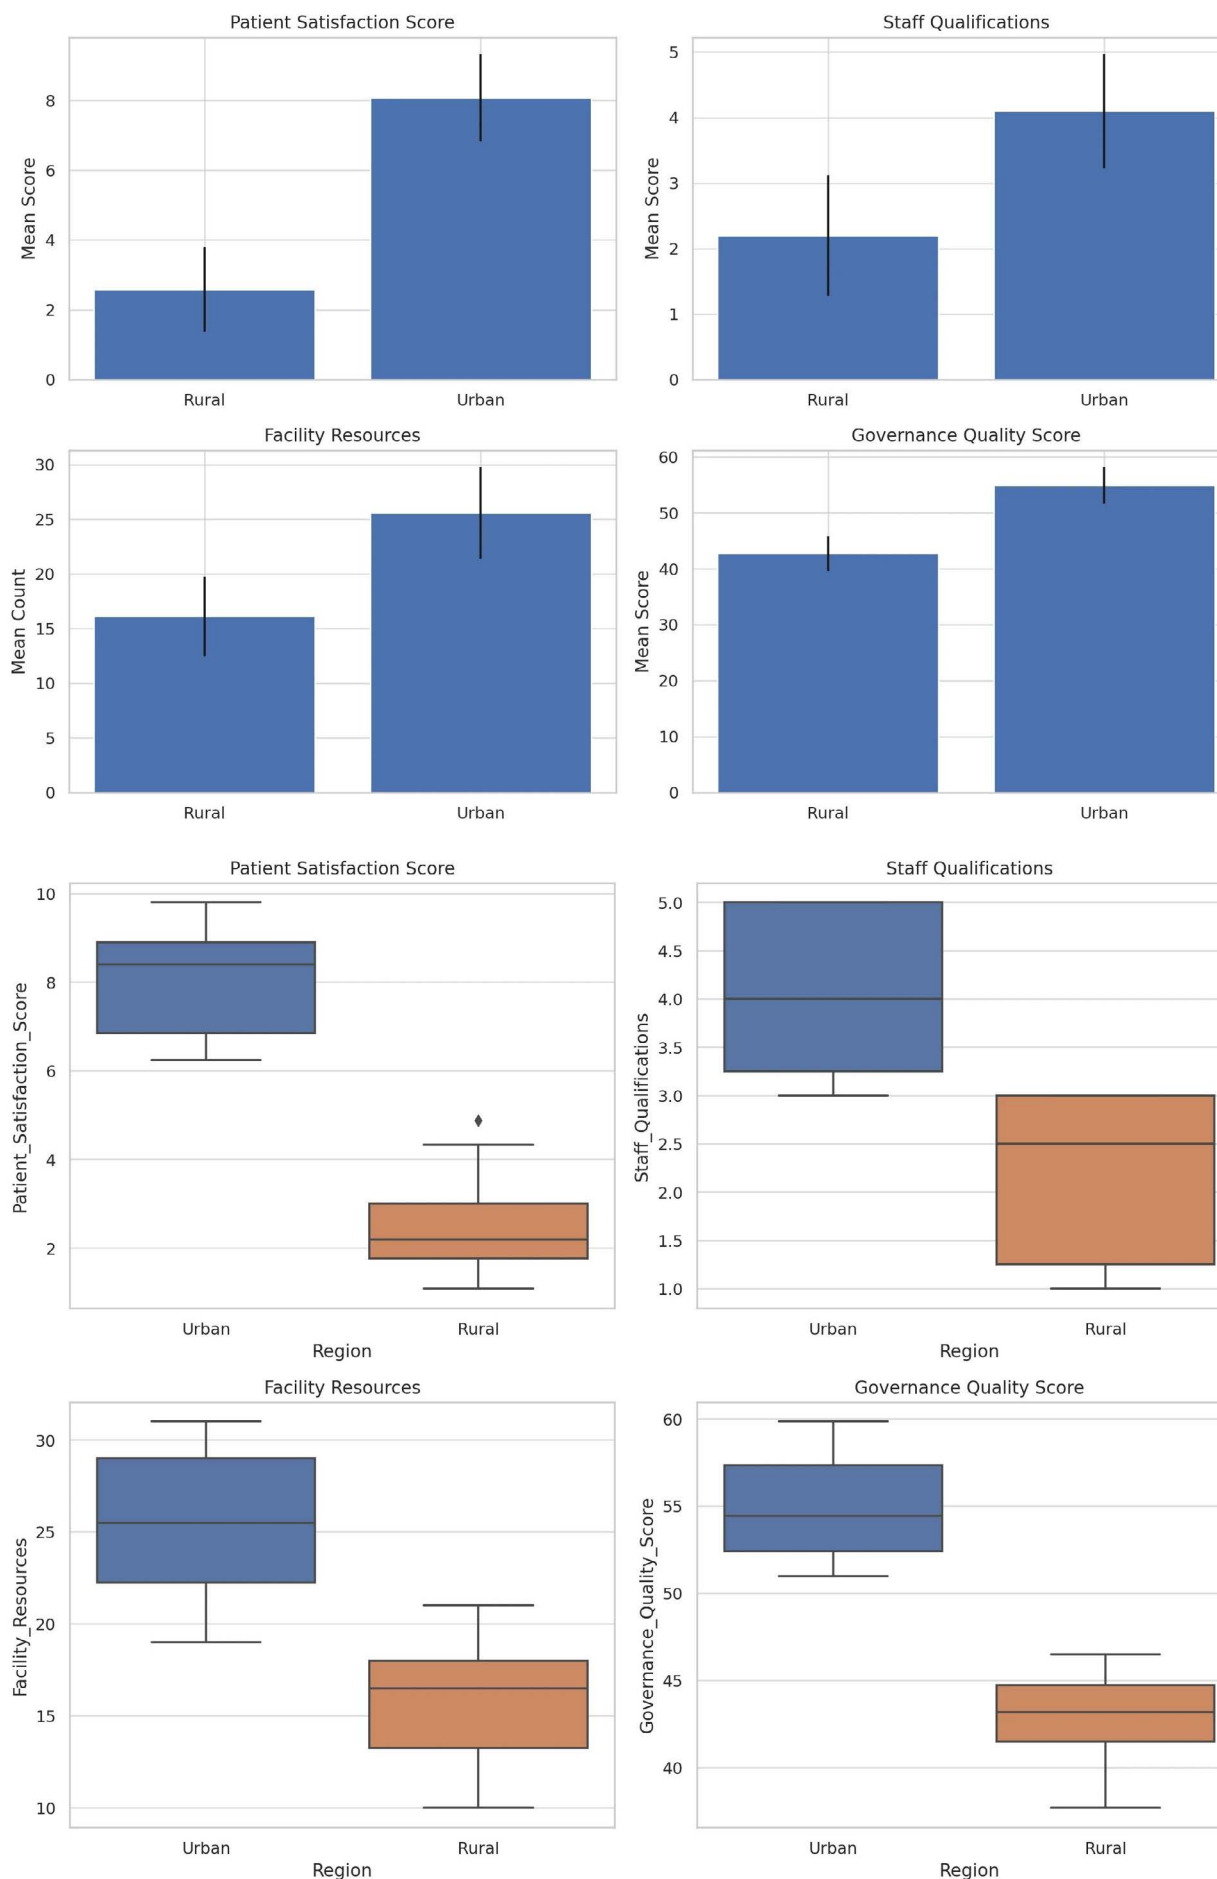 Patient Satisfaction Score
Mean Score
8
6
4
2
0
Rural
Urban
Staff Qualifications
Mean Score
5
4
3
2
1
0
Rural
Urban
Facility Resources
Mean Count
30
25
20
15
10
5
0
Rural
Urban
Governance Quality Score
Mean Score
60
50
40
30
20
10
0
Rural
Urban
Patient Satisfaction Score
Patient_Satisfaction_Score
10
8
6
4
2
Urban
Rural
Region
Staff Qualifications
Staff_Qualifications
5.0
4.5
4.0
3.5
3.0
2.5
2.0
1.5
1.0
Urban
Rural
Region
Facility Resources
Facility_Resources
30
25
20
15
10
Urban
Rural
Region
Governance Quality Score
Governance_Quality_Score
60
55
50
45
40
Urban
Rural
Region